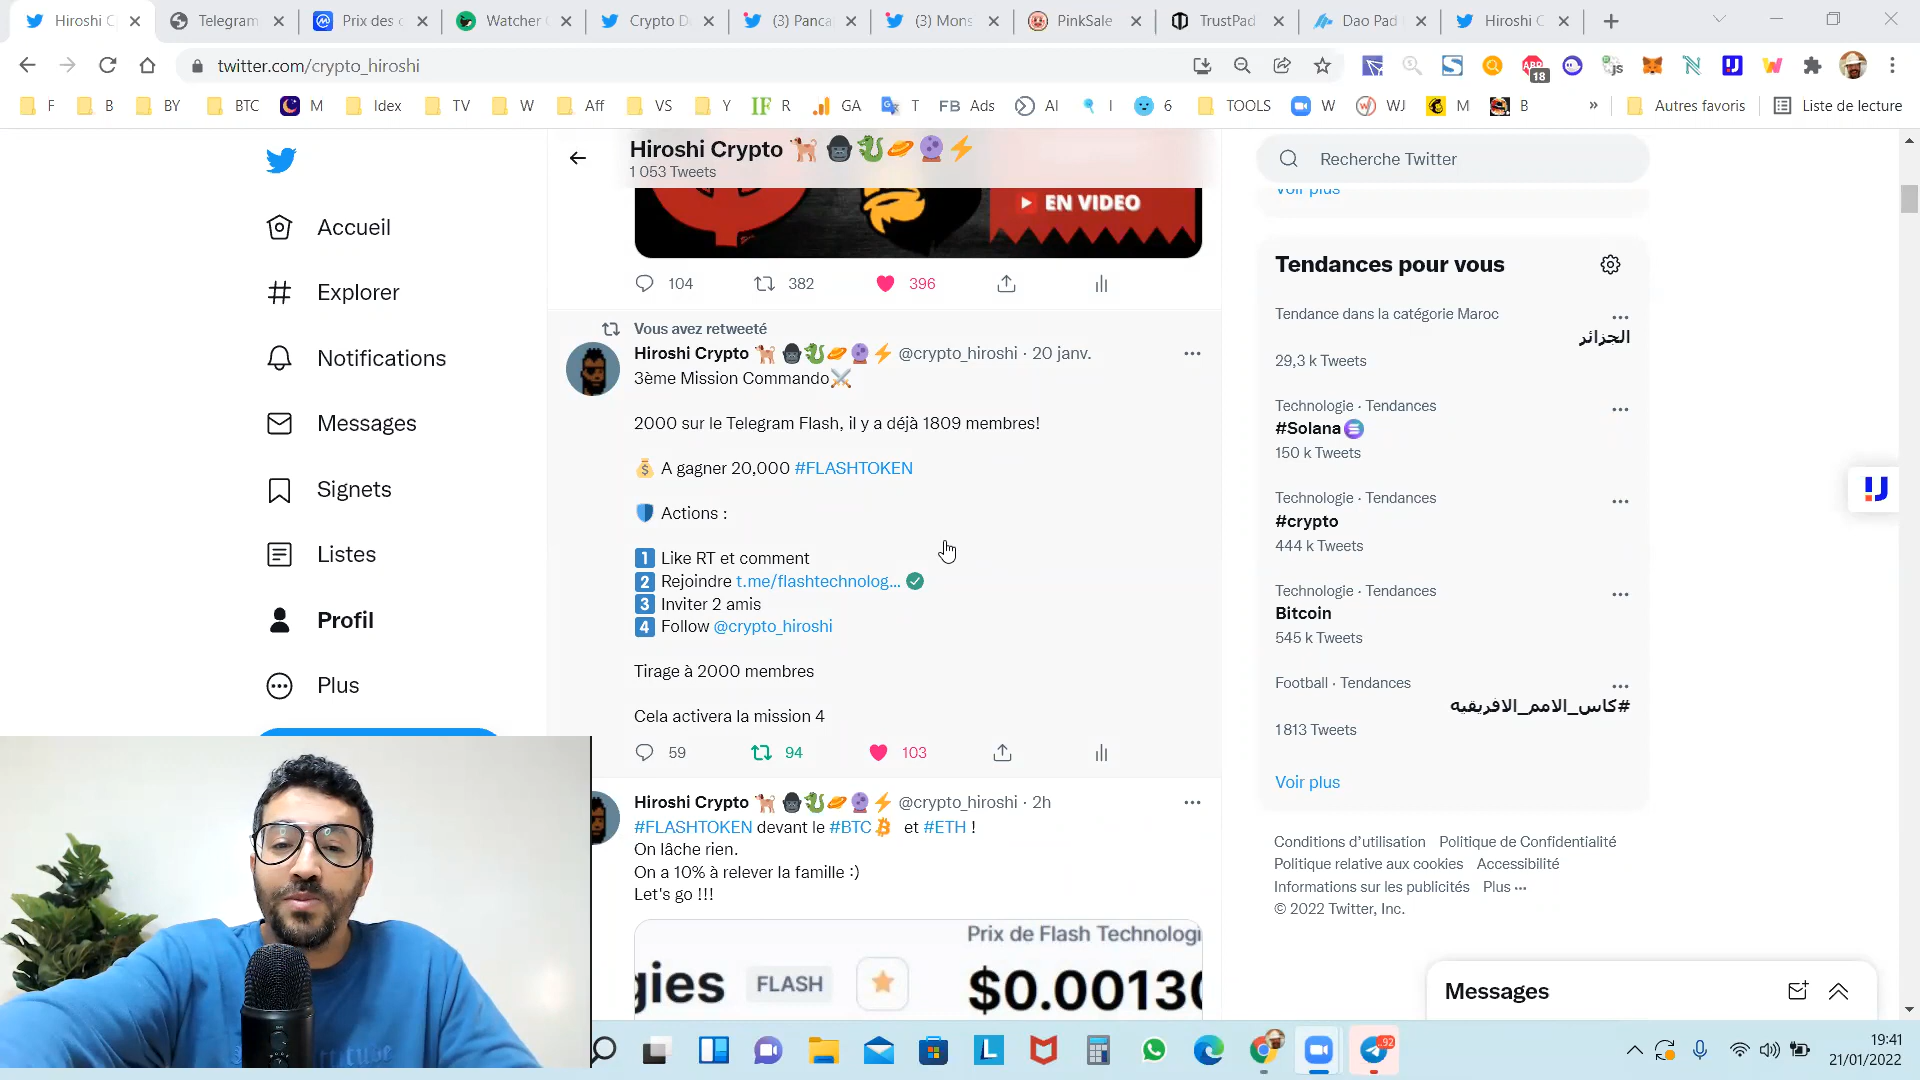 Hiroshi C
Telegram
Prix des c
Watcher
Crypto D
(3) Panca
(3) Mons
PinkSale
TrustPad
Dao Pad
Hiroshi C
twitter.com/crypto_hiroshi
18
F
B
BY
BTC
M
Idex
TV
W
Aff
VS
Y
IF R
GA
T
FB Ads
AI
I
6
TOOLS
W
WJ
M
B
»
Autres favoris
Liste de lecture
Accueil
Explorer
Notifications
Messages
Signets
Listes
Profil
Plus
Hiroshi Crypto
1 053 Tweets
EN VIDEO
104
382
396
Vous avez retweeté
Hiroshi Crypto @crypto_hiroshi · 20 janv.
3ème Mission Commando
2000 sur le Telegram Flash, il y a déjà 1809 membres!
A gagner 20,000 #FLASHTOKEN
Actions :
1 Like RT et comment
2 Rejoindre t.me/flashtechnolog...
3 Inviter 2 amis
4 Follow @crypto_hiroshi
Tirage à 2000 membres
Cela activera la mission 4
59
94
103
Hiroshi Crypto @crypto_hiroshi · 2h
#FLASHTOKEN devant le #BTC et #ETH !
On lâche rien.
On a 10% à relever la famille :)
Let's go !!!
Prix de Flash Technologi
gies FLASH
$0.00130
Recherche Twitter
Voir plus
Tendances pour vous
Tendance dans la catégorie Maroc
الجزائر
29,3 k Tweets
Technologie · Tendances
#Solana
150 k Tweets
Technologie · Tendances
#crypto
444 k Tweets
Technologie · Tendances
Bitcoin
545 k Tweets
Football · Tendances
#كاس_الامم_الافريقيه
1 813 Tweets
Voir plus
Conditions d'utilisation Politique de Confidentialité
Politique relative aux cookies Accessibilité
Informations sur les publicités Plus ···
© 2022 Twitter, Inc.
Messages
92
19:41
21/01/2022